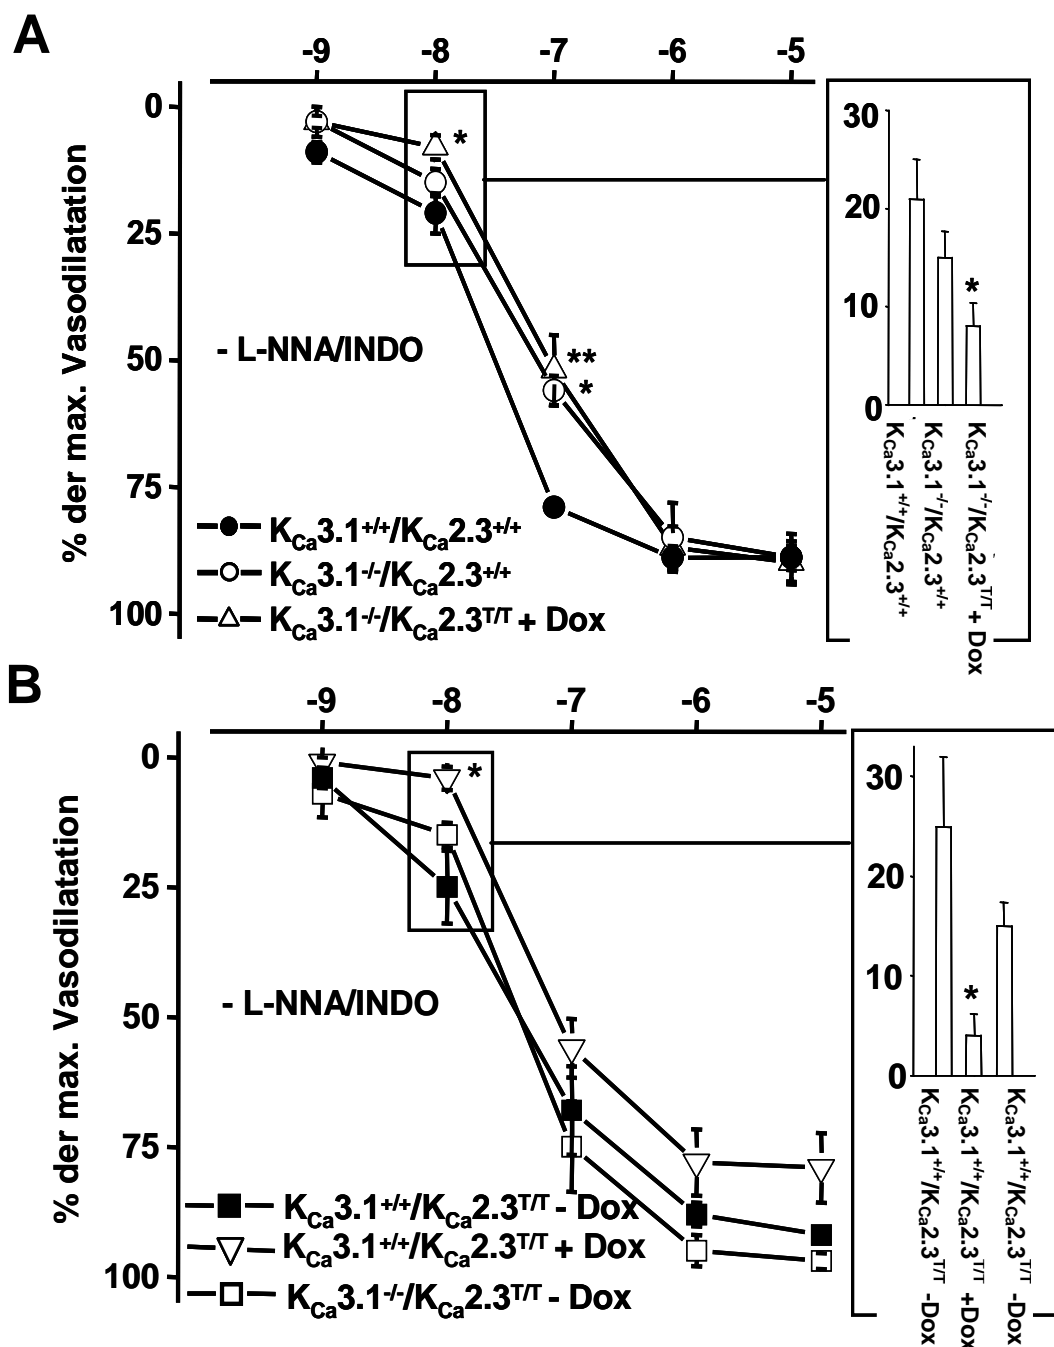 A
-9 -8 -7 -6 -5
% der max. Vasodilatation
0
25
50
75
100
*
**
*
- L-NNA/INDO
KCa3.1+/+/KCa2.3+/+
KCa3.1-/-/KCa2.3+/+
KCa3.1-/-/KCa2.3T/T + Dox
30
20
10
0
*
KCa3.1+/+/KCa2.3+/+
KCa3.1-/-/KCa2.3+/+
KCa3.1-/-/KCa2.3T/T + Dox
B
-9 -8 -7 -6 -5
% der max. Vasodilatation
0
25
50
75
100
*
- L-NNA/INDO
KCa3.1+/+/KCa2.3T/T - Dox
KCa3.1+/+/KCa2.3T/T + Dox
KCa3.1-/-/KCa2.3T/T - Dox
30
20
10
0
*
KCa3.1+/+/KCa2.3T/T -Dox
KCa3.1+/+/KCa2.3T/T +Dox
KCa3.1+/+/KCa2.3T/T -Dox